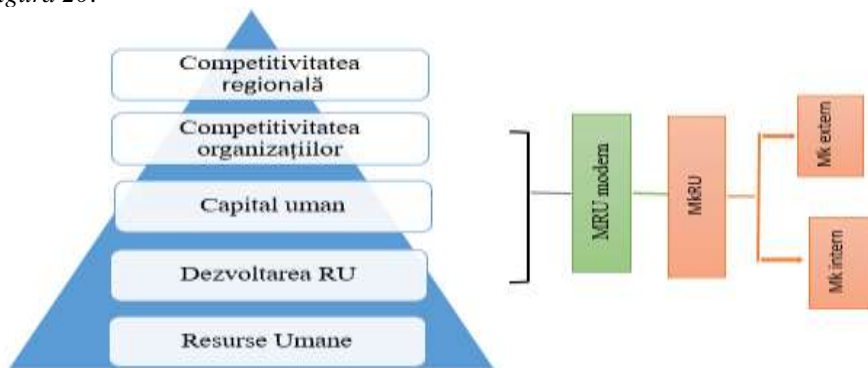 Competitivitatea
regională
Competitivitatea
organizațiilor
Capital uman
Dezvoltarea RU
Resurse Umane
MRU modern
MkRU
Mk extern
Mk intern